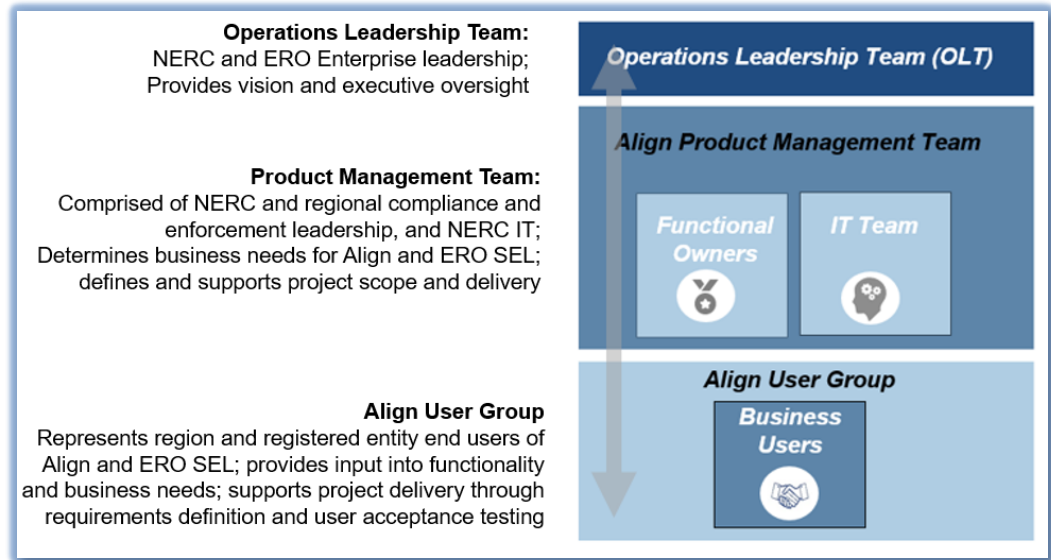 Operations Leadership Team:
NERC and ERO Enterprise leadership;
Provides vision and executive oversight
Operations Leadership Team (OLT)
Product Management Team:
Comprised of NERC and regional compliance and
enforcement leadership, and NERC IT;
Determines business needs for Align and ERO SEL;
defines and supports project scope and delivery
Align Product Management Team
Functional
Owners
IT Team
Align User Group
Represents region and registered entity end users of
Align and ERO SEL; provides input into functionality
and business needs; supports project delivery through
requirements definition and user acceptance testing
Align User Group
Business
Users